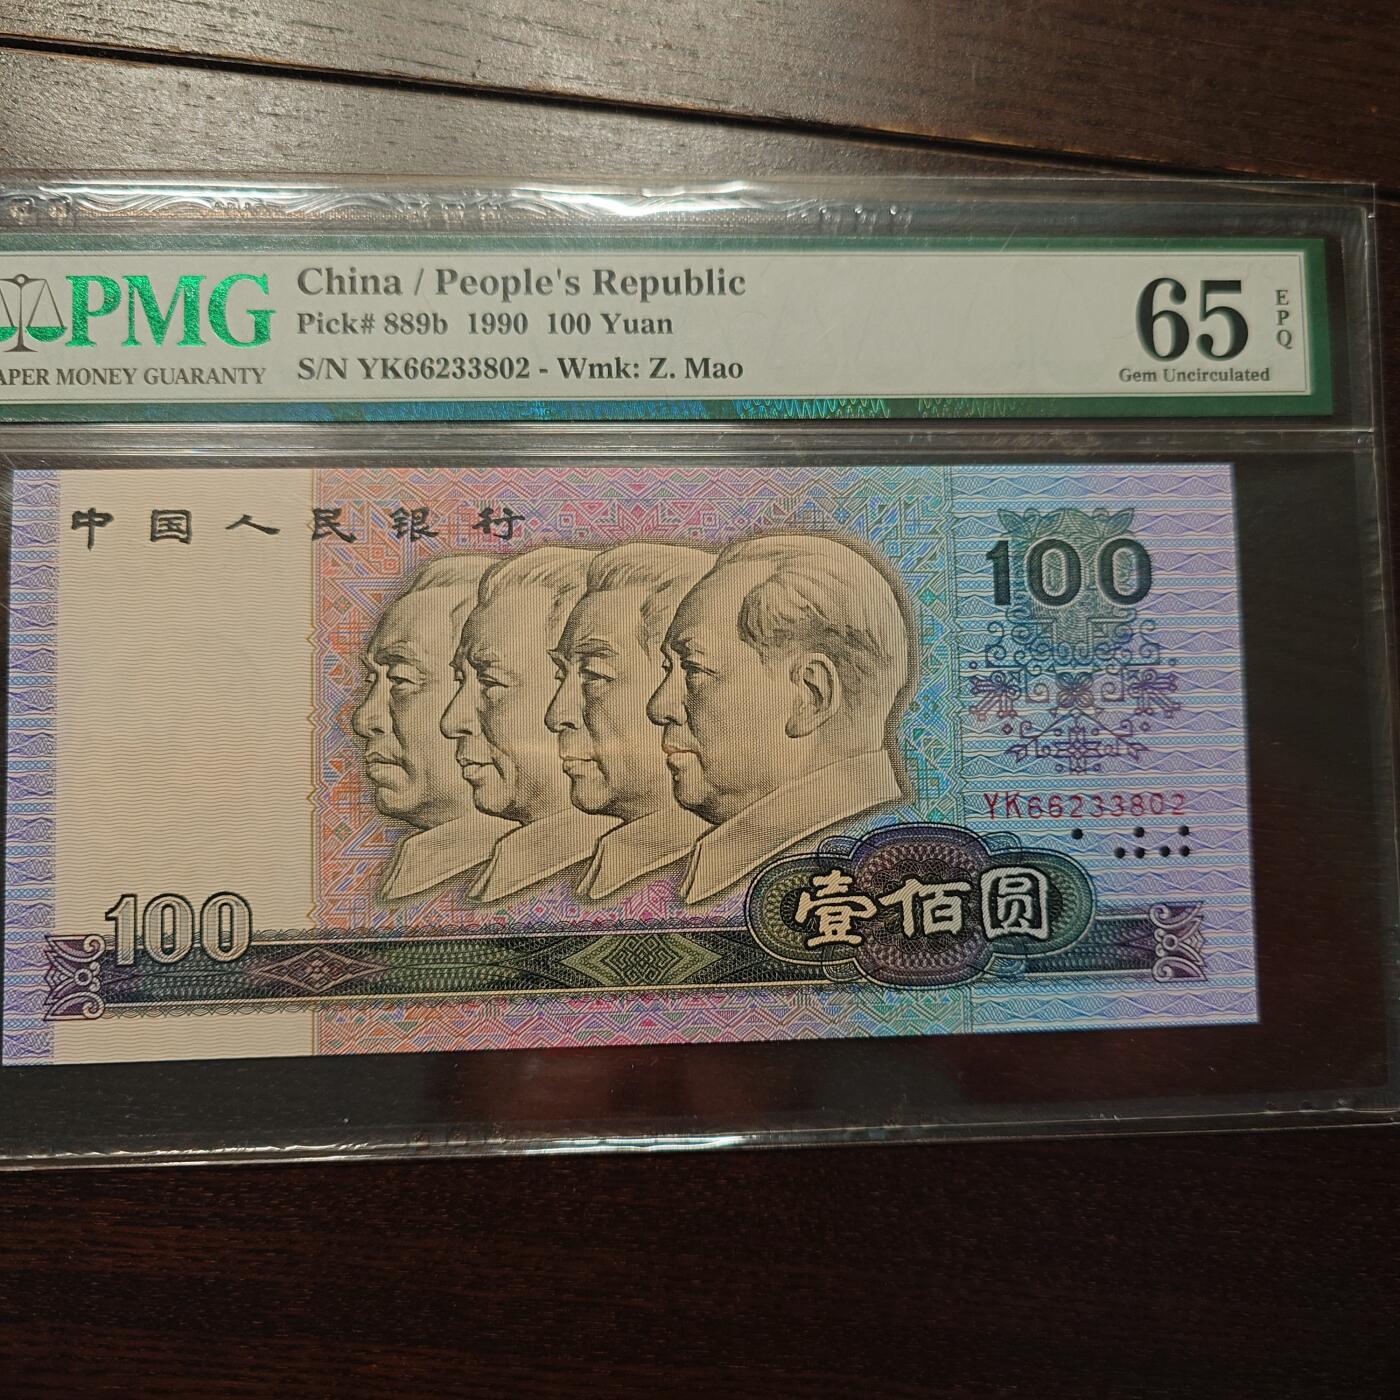 PMG
PAPER MONEY GUARANTY
China / People's Republic
Pick# 889b 1990 100 Yuan
S/N YK66233802 - Wmk: Z. Mao
65
EPQ
Gem Uncirculated
中国人民银行
100
YK66233802
壹佰圆
100